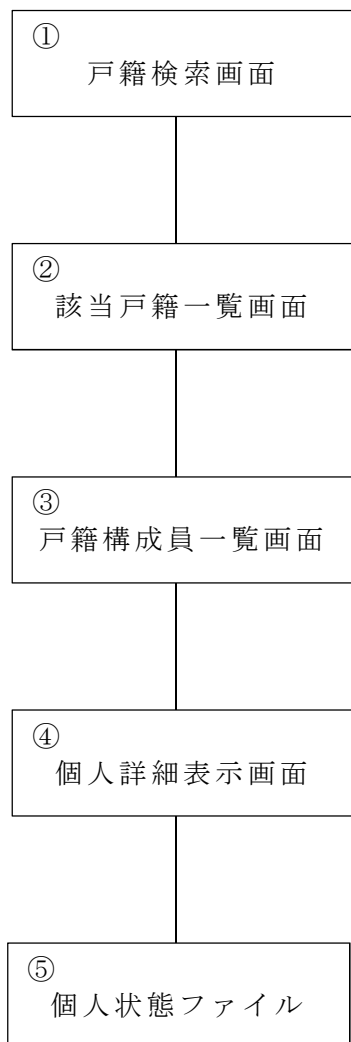 ①
戸籍検索画面
②
該当戸籍一覧画面
③
戸籍構成員一覧画面
④
個人詳細表示画面
⑤
個人状態ファイル